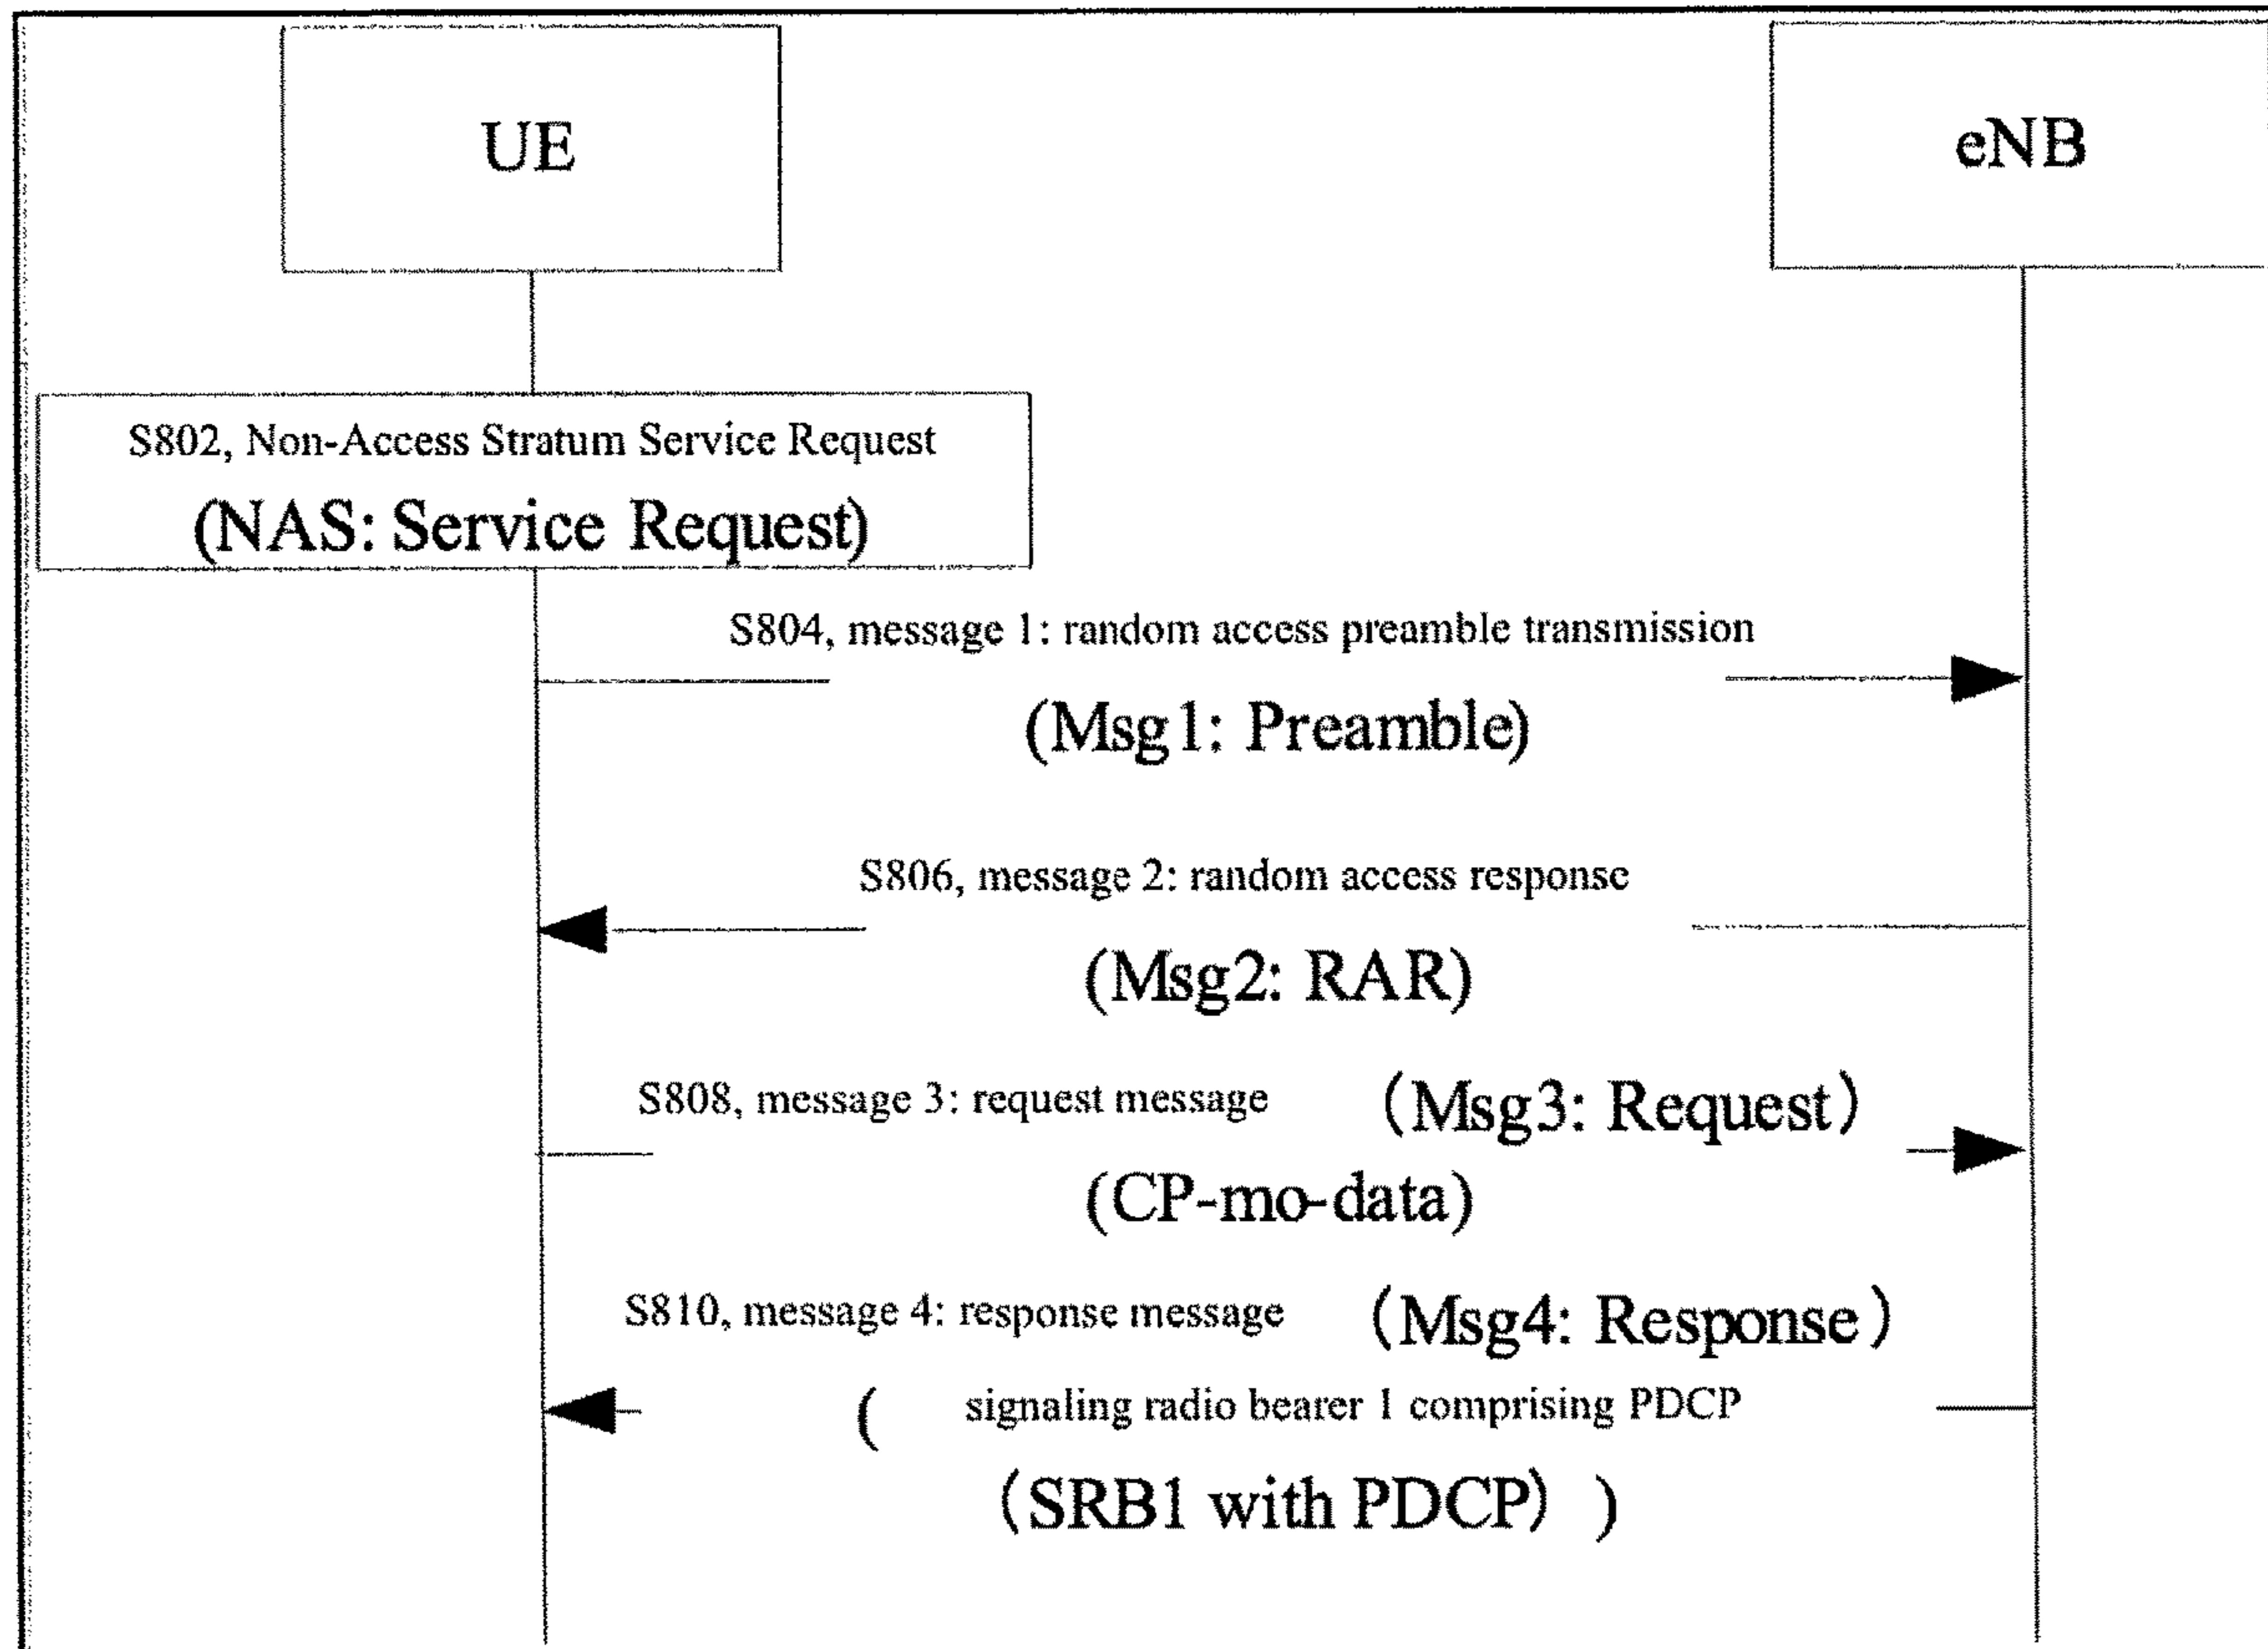 UE
eNB
S802, Non-Access Stratum Service Request
(NAS: Service Request)
S804, message 1: random access preamble transmission
(Msg1: Preamble)
S806, message 2: random access response
(Msg2: RAR)
S808, message 3: request message (Msg3: Request)
(CP-mo-data)
S810, message 4: response message (Msg4: Response)
( signaling radio bearer 1 comprising PDCP
(SRB1 with PDCP) )